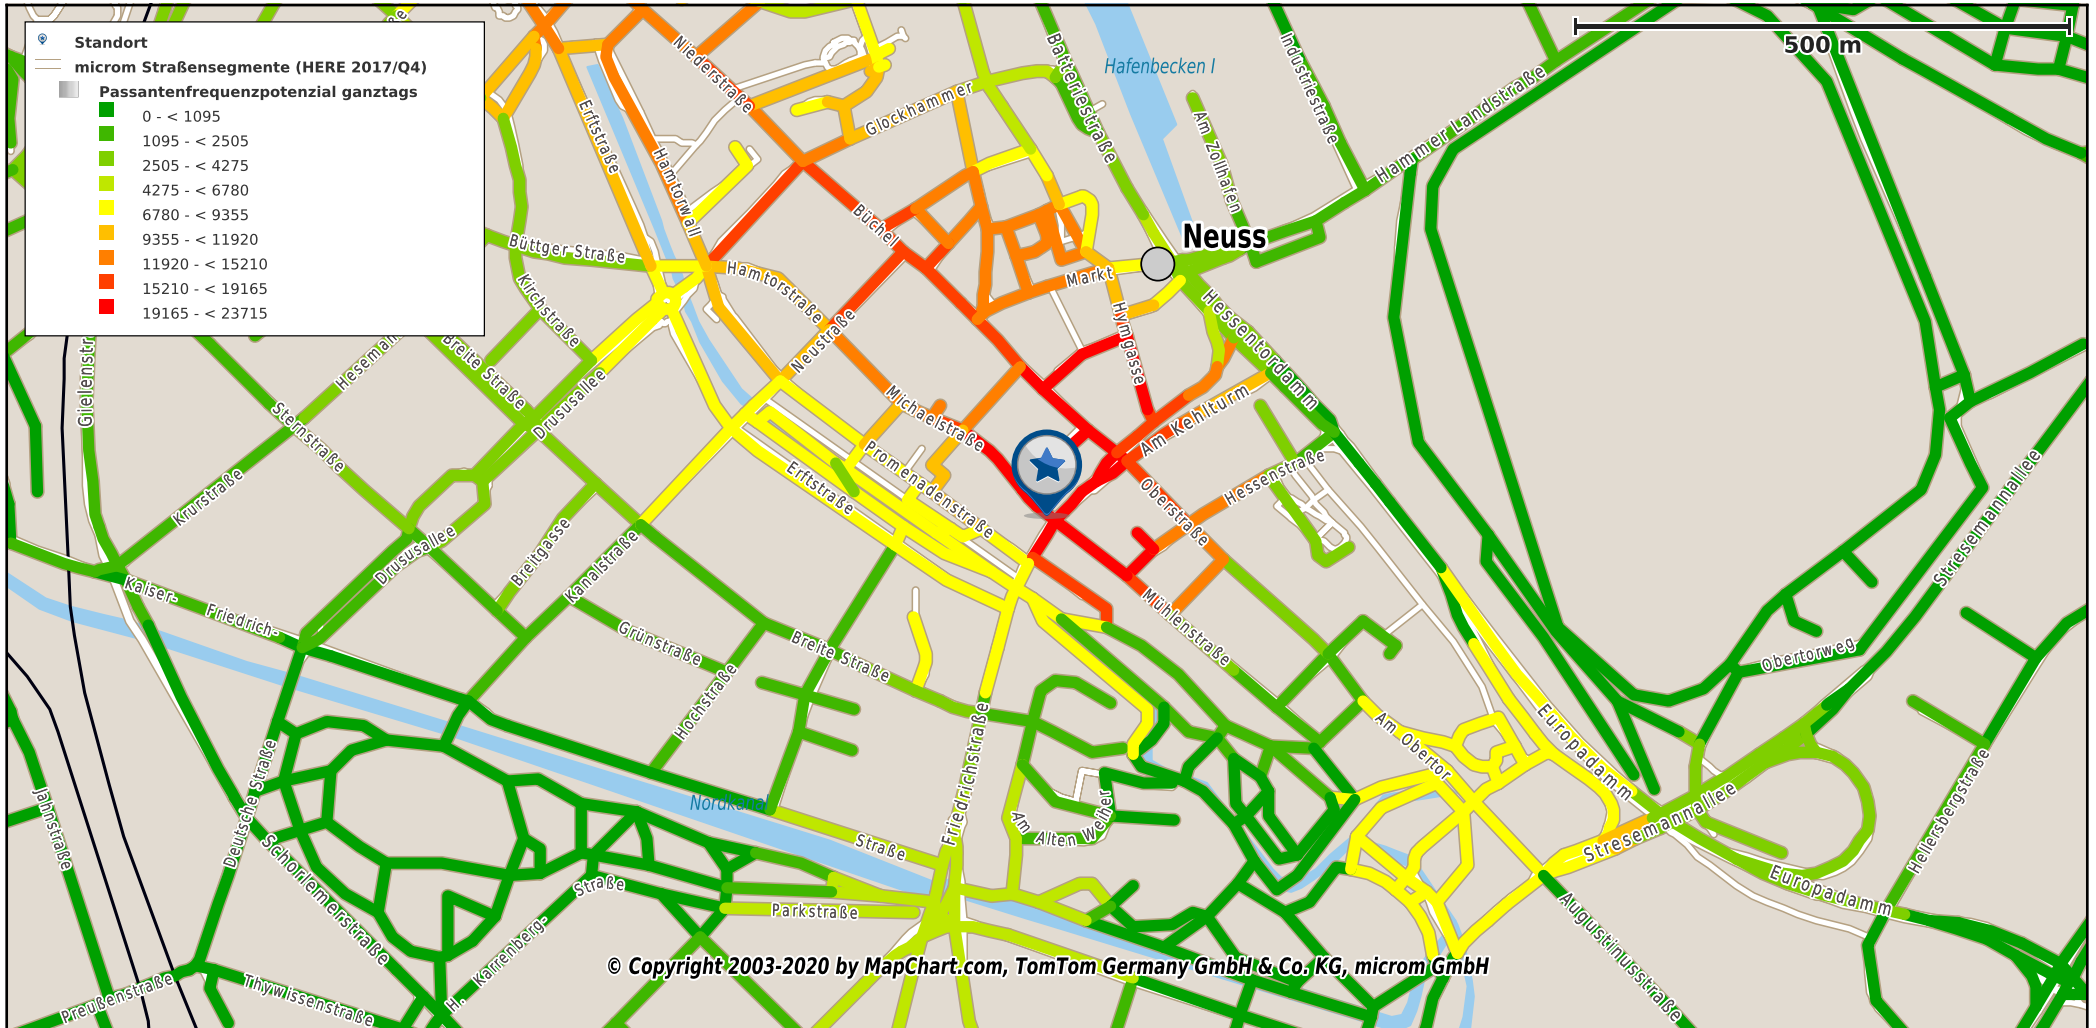 Standort
microm Straßensegmente (HERE 2017/Q4)
Passantenfrequenzpotenzial ganztags
0 - < 1095
1095 - < 2505
2505 - < 4275
4275 - < 6780
6780 - < 9355
9355 - < 11920
11920 - < 15210
15210 - < 19165
19165 - < 23715
500 m
Niederstraße
Batteriestraße
Hafenbecken I
Industriestraße
Hammer Landstraße
Glockhammer
Am Zollhafen
Erftstraße
Hamtorwall
Büchel
Neuss
Büttger Straße
Hamtorstraße
Markt
Kirchstraße
Neustraße
Hymgasse
Hessentordamm
Breite Straße
Drususallee
Michaelstraße
Am Kehlturm
Sternstraße
Promenadenstraße
Hessenstraße
Krurstraße
Erftstraße
Oberstraße
Stresemannallee
Drususallee
Breitgasse
Kanalstraße
Kaiser-
Friedrich-
Grünstraße
Breite Straße
Mühlenstraße
Obertorweg
Hochstraße
Am Obertor
Europadamm
Deutsche Straße
Nordkanal
Friedrichstraße
Am Alten Weiher
Straße
Jahnstraße
Schorlemerstraße
Stresemannallee
Hellersbergstraße
Europadamm
Straße
Parkstraße
H. Karrenberg-
Augustinusstraße
Preußenstraße
Thywissenstraße
© Copyright 2003-2020 by MapChart.com, TomTom Germany GmbH & Co. KG, microm GmbH